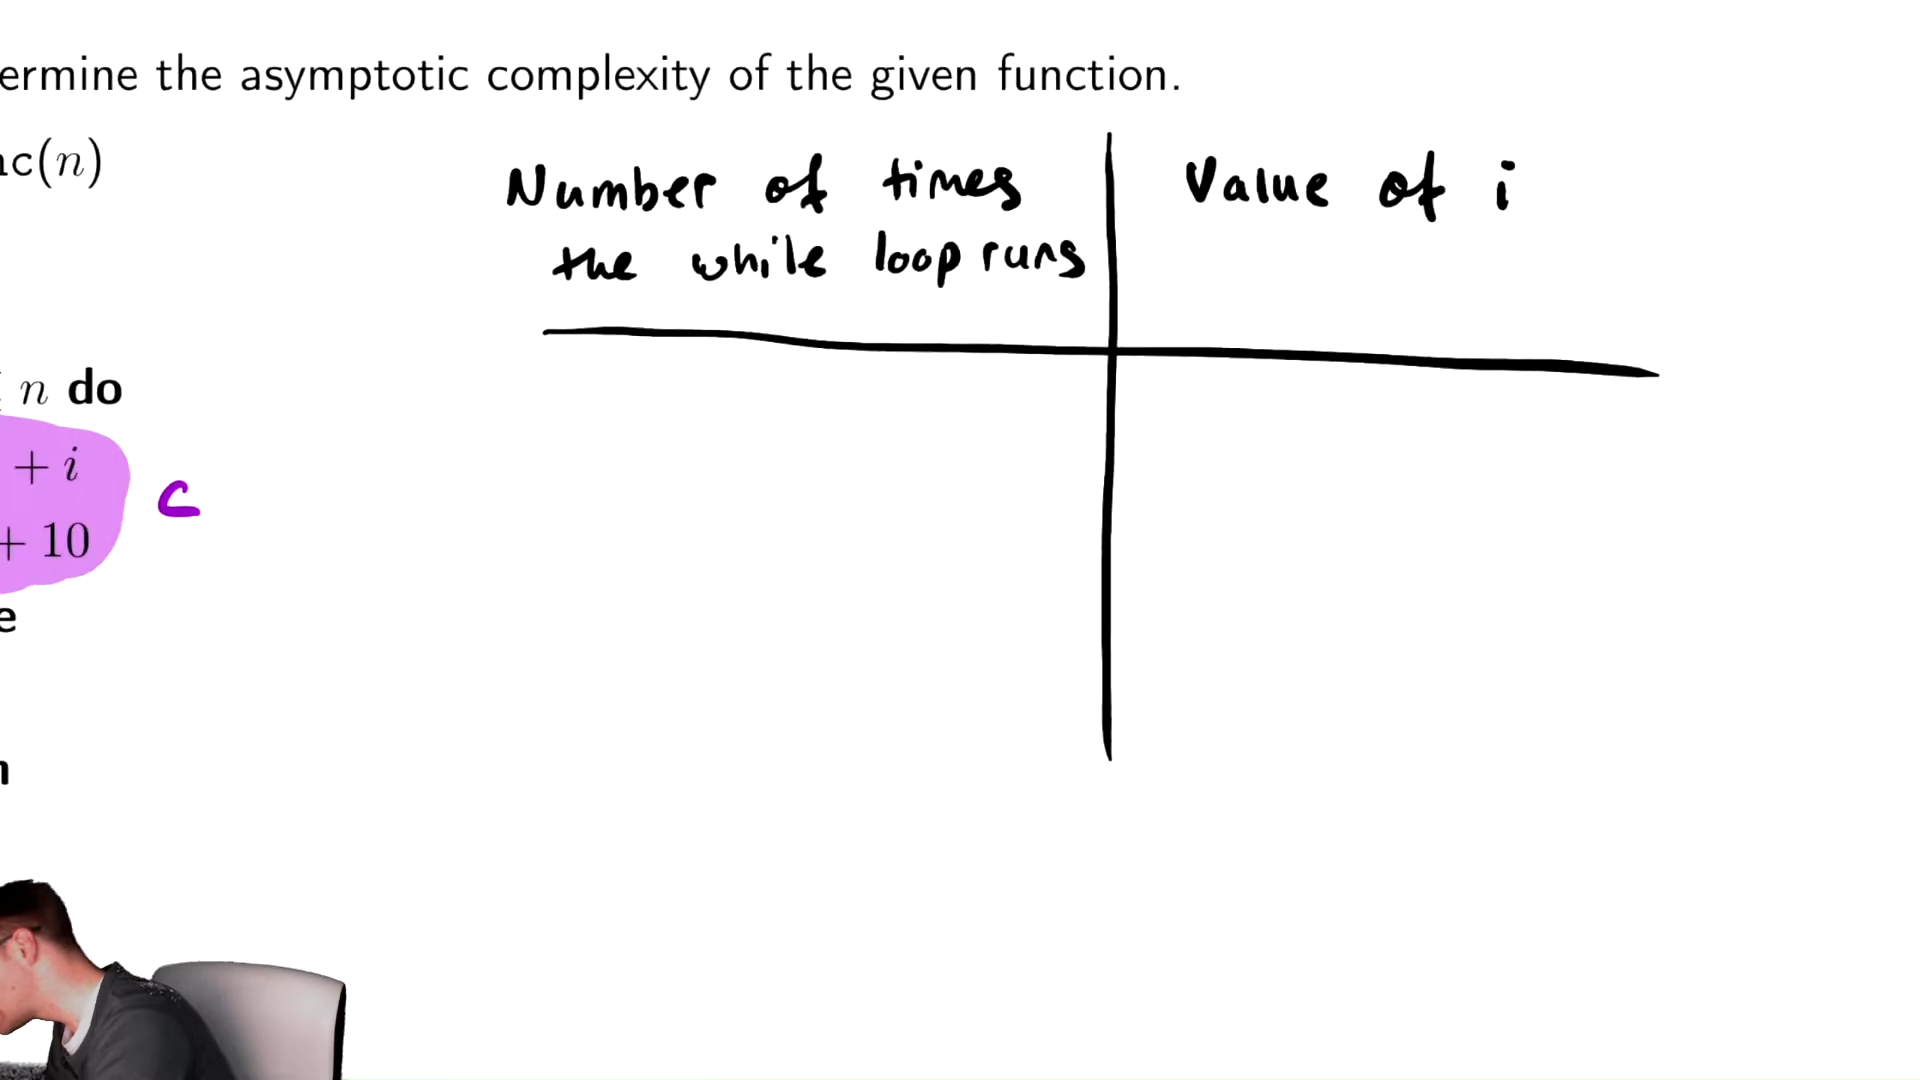 ermine the asymptotic complexity of the given function.
nc(n)
Number of times
the while loop runs
Value of i
n do
+ i
c
+ 10
e
n